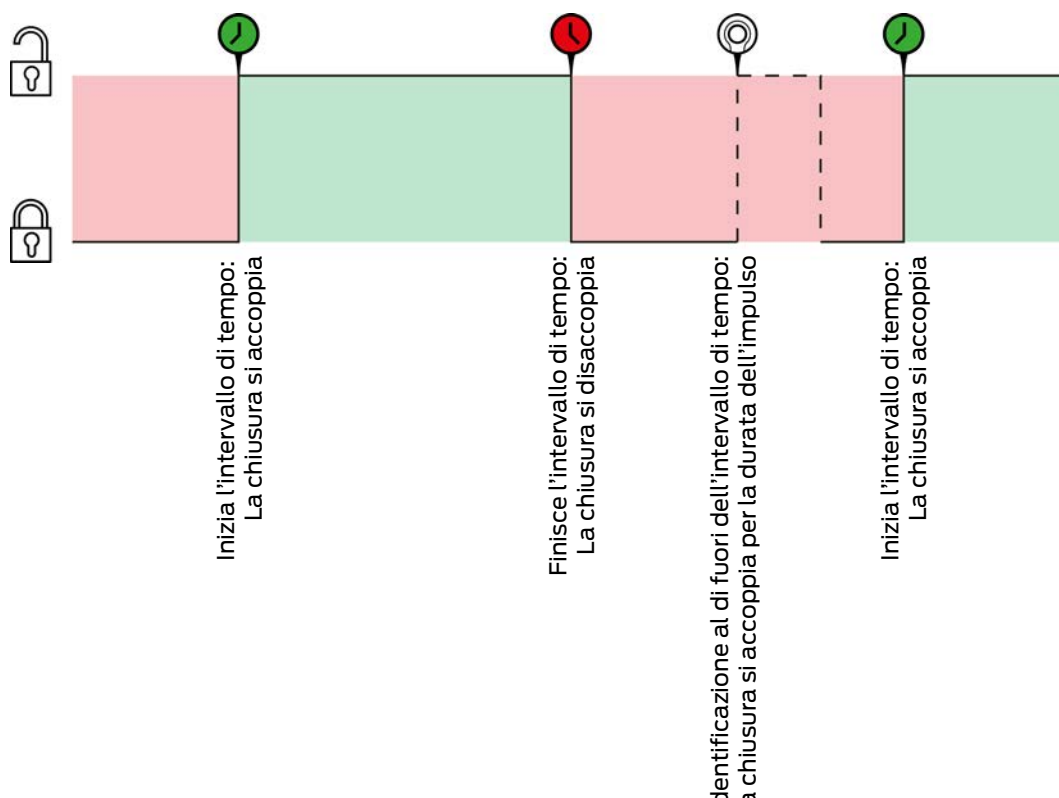 Inizia l'intervallo di tempo:
La chiusura si accoppia
Finisce l'intervallo di tempo:
La chiusura si disaccoppia
dentificazione al di fuori dell'intervallo di tempo:
a chiusura si accoppia per la durata dell'impulso
Inizia l'intervallo di tempo:
La chiusura si accoppia